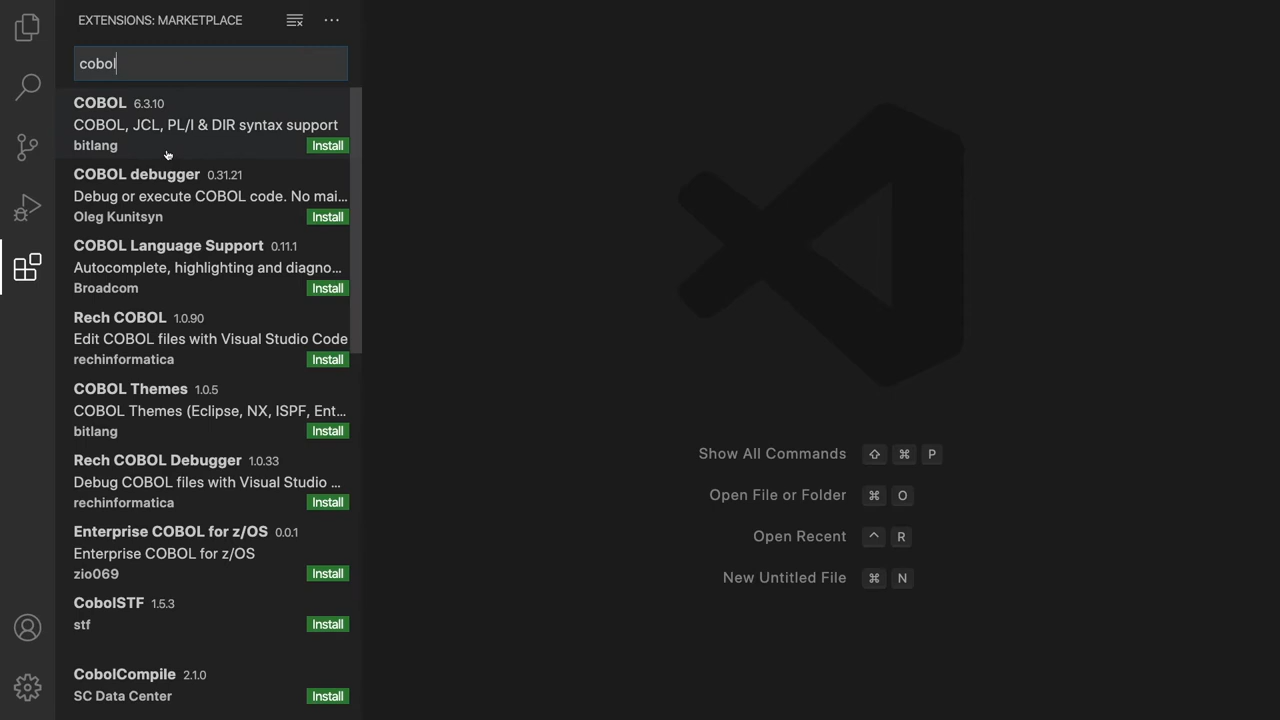 EXTENSIONS: MARKETPLACE
cobol
COBOL 6.3.10
COBOL, JCL, PL/I & DIR syntax support
bitlang Install
COBOL debugger 0.31.21
Debug or execute COBOL code. No mai...
Oleg Kunitsyn Install
COBOL Language Support 0.11.1
Autocomplete, highlighting and diagno...
Broadcom Install
Rech COBOL 1.0.90
Edit COBOL files with Visual Studio Code
rechinformatica Install
COBOL Themes 1.0.5
COBOL Themes (Eclipse, NX, ISPF, Ent...
bitlang Install
Rech COBOL Debugger 1.0.33
Debug COBOL files with Visual Studio ...
rechinformatica Install
Enterprise COBOL for z/OS 0.0.1
Enterprise COBOL for z/OS
zio069 Install
CobolSTF 1.5.3
stf Install
CobolCompile 2.1.0
SC Data Center Install
Show All Commands ⇧ ⌘ P
Open File or Folder ⌘ O
Open Recent ^ R
New Untitled File ⌘ N